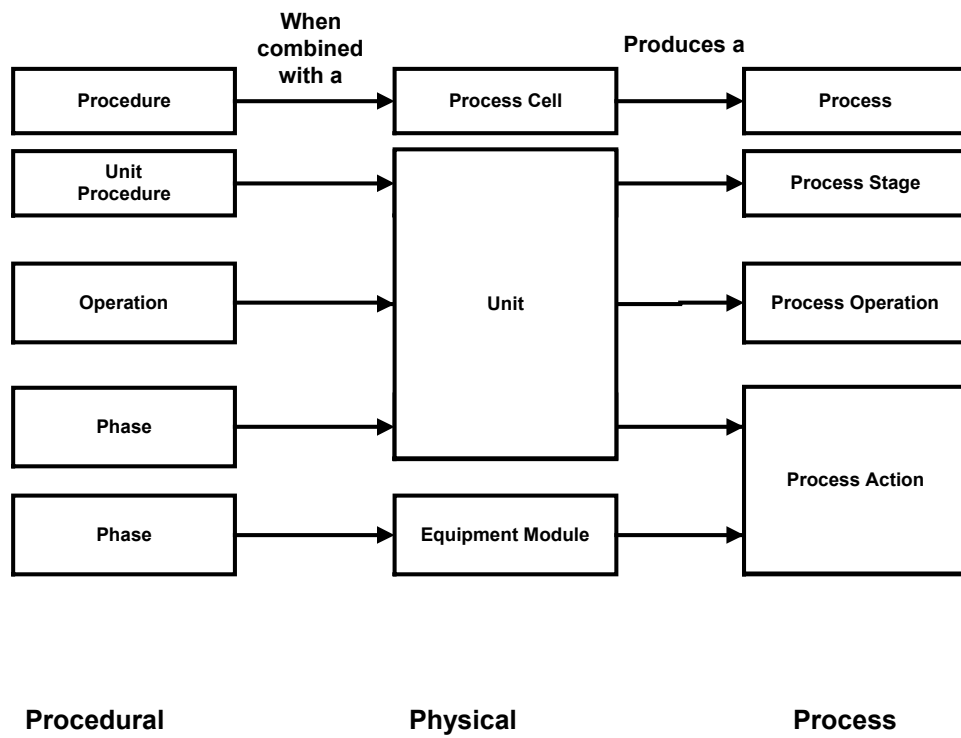 When
combined
with a
Produces a
Procedure
Process Cell
Process
Unit
Procedure
Process Stage
Operation
Unit
Process Operation
Phase
Process Action
Phase
Equipment Module
Procedural
Physical
Process